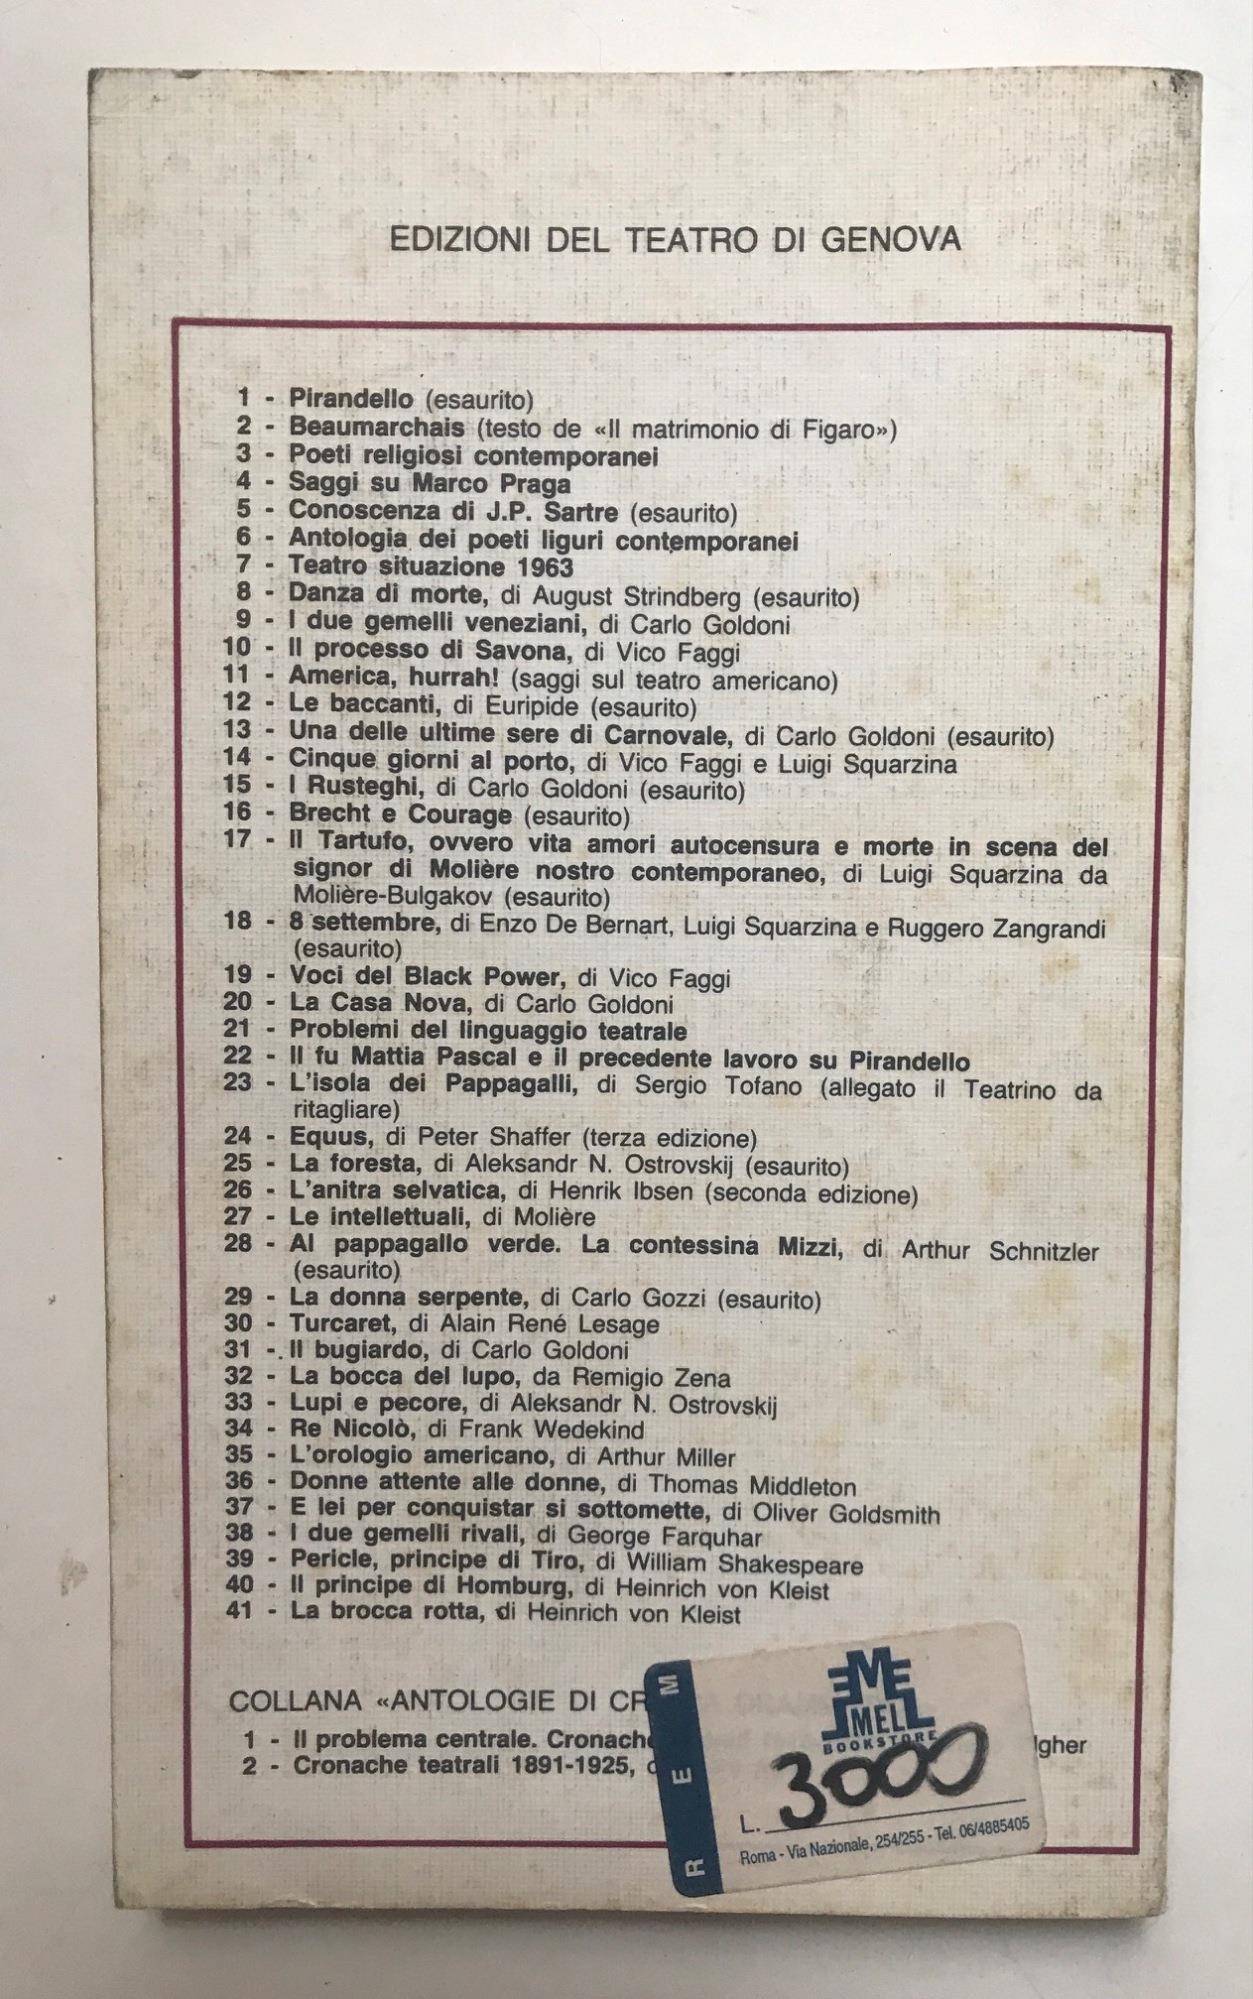 EDIZIONI DEL TEATRO DI GENOVA
1 - Pirandello (esaurito)
2 - Beaumarchais (testo de «Il matrimonio di Figaro»)
3 - Poeti religiosi contemporanei
4 - Saggi su Marco Praga
5 - Conoscenza di J.P. Sartre (esaurito)
6 - Antologia dei poeti liguri contemporanei
7 - Teatro situazione 1963
8 - Danza di morte, di August Strindberg (esaurito)
9 - I due gemelli veneziani, di Carlo Goldoni
10 - Il processo di Savona, di Vico Faggi
11 - America, hurrah! (saggi sul teatro americano)
12 - Le baccanti, di Euripide (esaurito)
13 - Una delle ultime sere di Carnovale, di Carlo Goldoni (esaurito)
14 - Cinque giorni al porto, di Vico Faggi e Luigi Squarzina
15 - I Rusteghi, di Carlo Goldoni (esaurito)
16 - Brecht e Courage (esaurito)
17 - Il Tartufo, ovvero vita amori autocensura e morte in scena del
signor di Molière nostro contemporaneo, di Luigi Squarzina da
Molière-Bulgakov (esaurito)
18 - 8 settembre, di Enzo De Bernart, Luigi Squarzina e Ruggero Zangrandi
(esaurito)
19 - Voci del Black Power, di Vico Faggi
20 - La Casa Nova, di Carlo Goldoni
21 - Problemi del linguaggio teatrale
22 - Il fu Mattia Pascal e il precedente lavoro su Pirandello
23 - L'isola dei Pappagalli, di Sergio Tofano (allegato il Teatrino da
ritagliare)
24 - Equus, di Peter Shaffer (terza edizione)
25 - La foresta, di Aleksandr N. Ostrovskij (esaurito)
26 - L'anitra selvatica, di Henrik Ibsen (seconda edizione)
27 - Le intellettuali, di Molière
28 - Al pappagallo verde. La contessina Mizzi, di Arthur Schnitzler
(esaurito)
29 - La donna serpente, di Carlo Gozzi (esaurito)
30 - Turcaret, di Alain René Lesage
31 - Il bugiardo, di Carlo Goldoni
32 - La bocca del lupo, da Remigio Zena
33 - Lupi e pecore, di Aleksandr N. Ostrovskij
34 - Re Nicolò, di Frank Wedekind
35 - L'orologio americano, di Arthur Miller
36 - Donne attente alle donne, di Thomas Middleton
37 - E lei per conquistar si sottomette, di Oliver Goldsmith
38 - I due gemelli rivali, di George Farquhar
39 - Pericle, principe di Tiro, di William Shakespeare
40 - Il principe di Homburg, di Heinrich von Kleist
41 - La brocca rotta, di Heinrich von Kleist
COLLANA «ANTOLOGIE DI CR
1 - Il problema centrale. Cronach lgher
2 - Cronache teatrali 1891-1925,
R E M
MEL
BOOKSTORE
L. 3000
Roma - Via Nazionale, 254/255 - Tel. 06/4885405